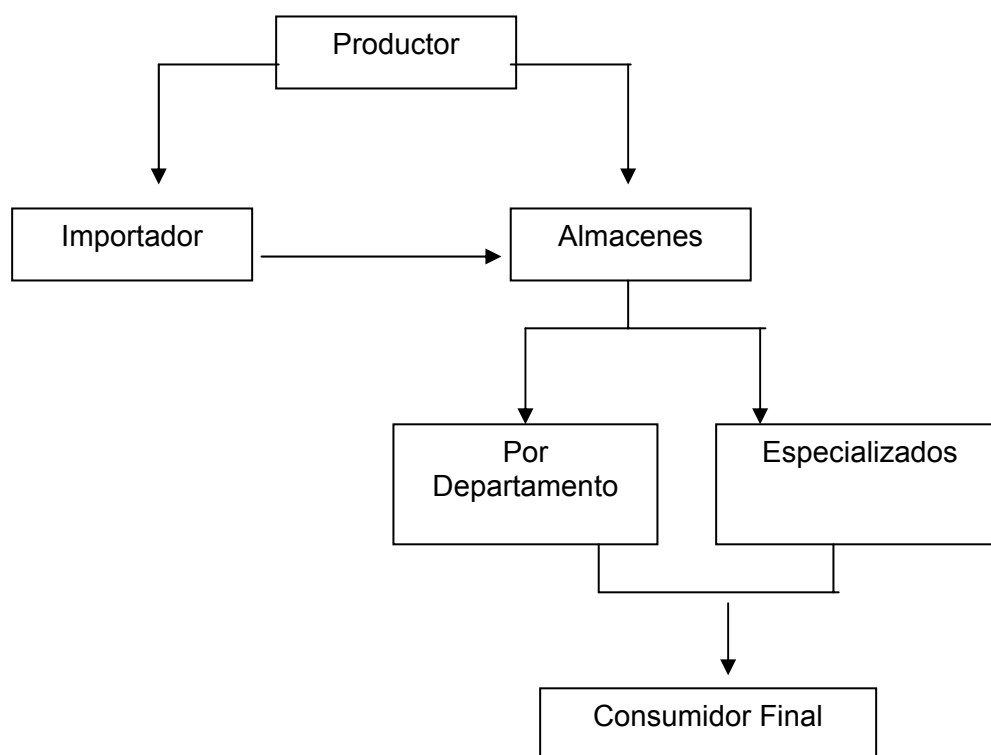 Productor
Importador
Almacenes
Por
Departamento
Especializados
Consumidor Final